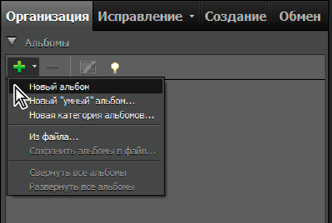 Организация Исправление Создание Обмен
Альбомы
Новый альбом
Новый "умный" альбом...
Новая категория альбомов...
Из файла...
Сохранить альбомы в файл...
Свернуть все альбомы
Развернуть все альбомы